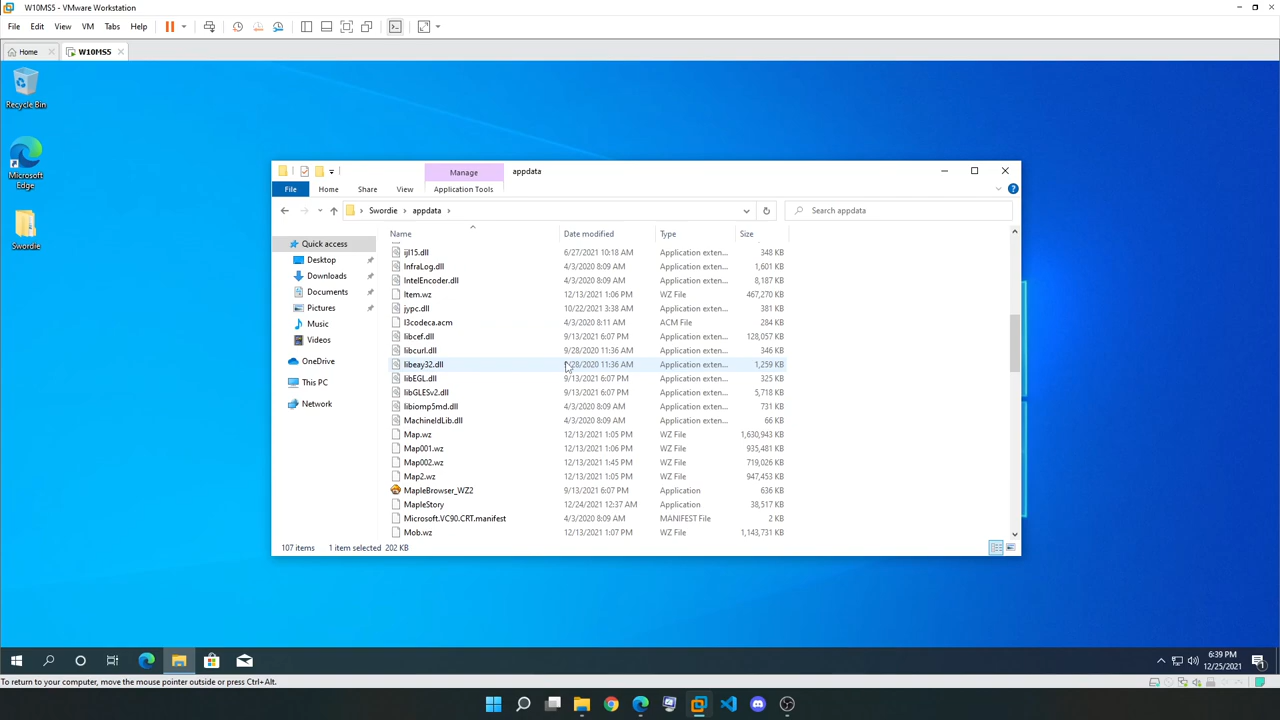 W10MS5 - VMware Workstation
File Edit View VM Tabs Help
Home W10MS5
Recycle Bin
Microsoft
Edge
Swordie
Manage appdata
File Home Share View Application Tools
Swordie appdata Search appdata
Quick access
Desktop
Downloads
Documents
Pictures
Music
Videos
OneDrive
This PC
Network
Name Date modified Type Size
ijl15.dll 6/27/2021 10:18 AM Application exten... 348 KB
InfraLog.dll 4/3/2020 8:09 AM Application exten... 1,601 KB
IntelEncoder.dll 4/3/2020 8:09 AM Application exten... 8,187 KB
Item.wz 12/13/2021 1:06 PM WZ File 467,270 KB
jypc.dll 10/22/2021 3:38 AM Application exten... 381 KB
l3codeca.acm 4/3/2020 8:11 AM ACM File 284 KB
libcef.dll 9/13/2021 6:07 PM Application exten... 128,057 KB
libcurl.dll 9/28/2020 11:36 AM Application exten... 346 KB
libeay32.dll /28/2020 11:36 AM Application exten... 1,259 KB
libEGL.dll 9/13/2021 6:07 PM Application exten... 325 KB
libGLESv2.dll 9/13/2021 6:07 PM Application exten... 5,718 KB
libiomp5md.dll 4/3/2020 8:09 AM Application exten... 731 KB
MachineIdLib.dll 4/3/2020 8:09 AM Application exten... 66 KB
Map.wz 12/13/2021 1:05 PM WZ File 1,630,943 KB
Map001.wz 12/13/2021 1:06 PM WZ File 935,481 KB
Map002.wz 12/13/2021 1:45 PM WZ File 719,026 KB
Map2.wz 12/13/2021 1:05 PM WZ File 947,453 KB
MapleBrowser_WZ2 9/13/2021 6:07 PM Application 636 KB
MapleStory 12/24/2021 12:37 AM Application 38,517 KB
Microsoft.VC90.CRT.manifest 4/3/2020 8:09 AM MANIFEST File 2 KB
Mob.wz 12/13/2021 1:07 PM WZ File 1,143,731 KB
107 items 1 item selected 202 KB
6:39 PM
12/25/2021
To return to your computer, move the mouse pointer outside or press Ctrl+Alt.